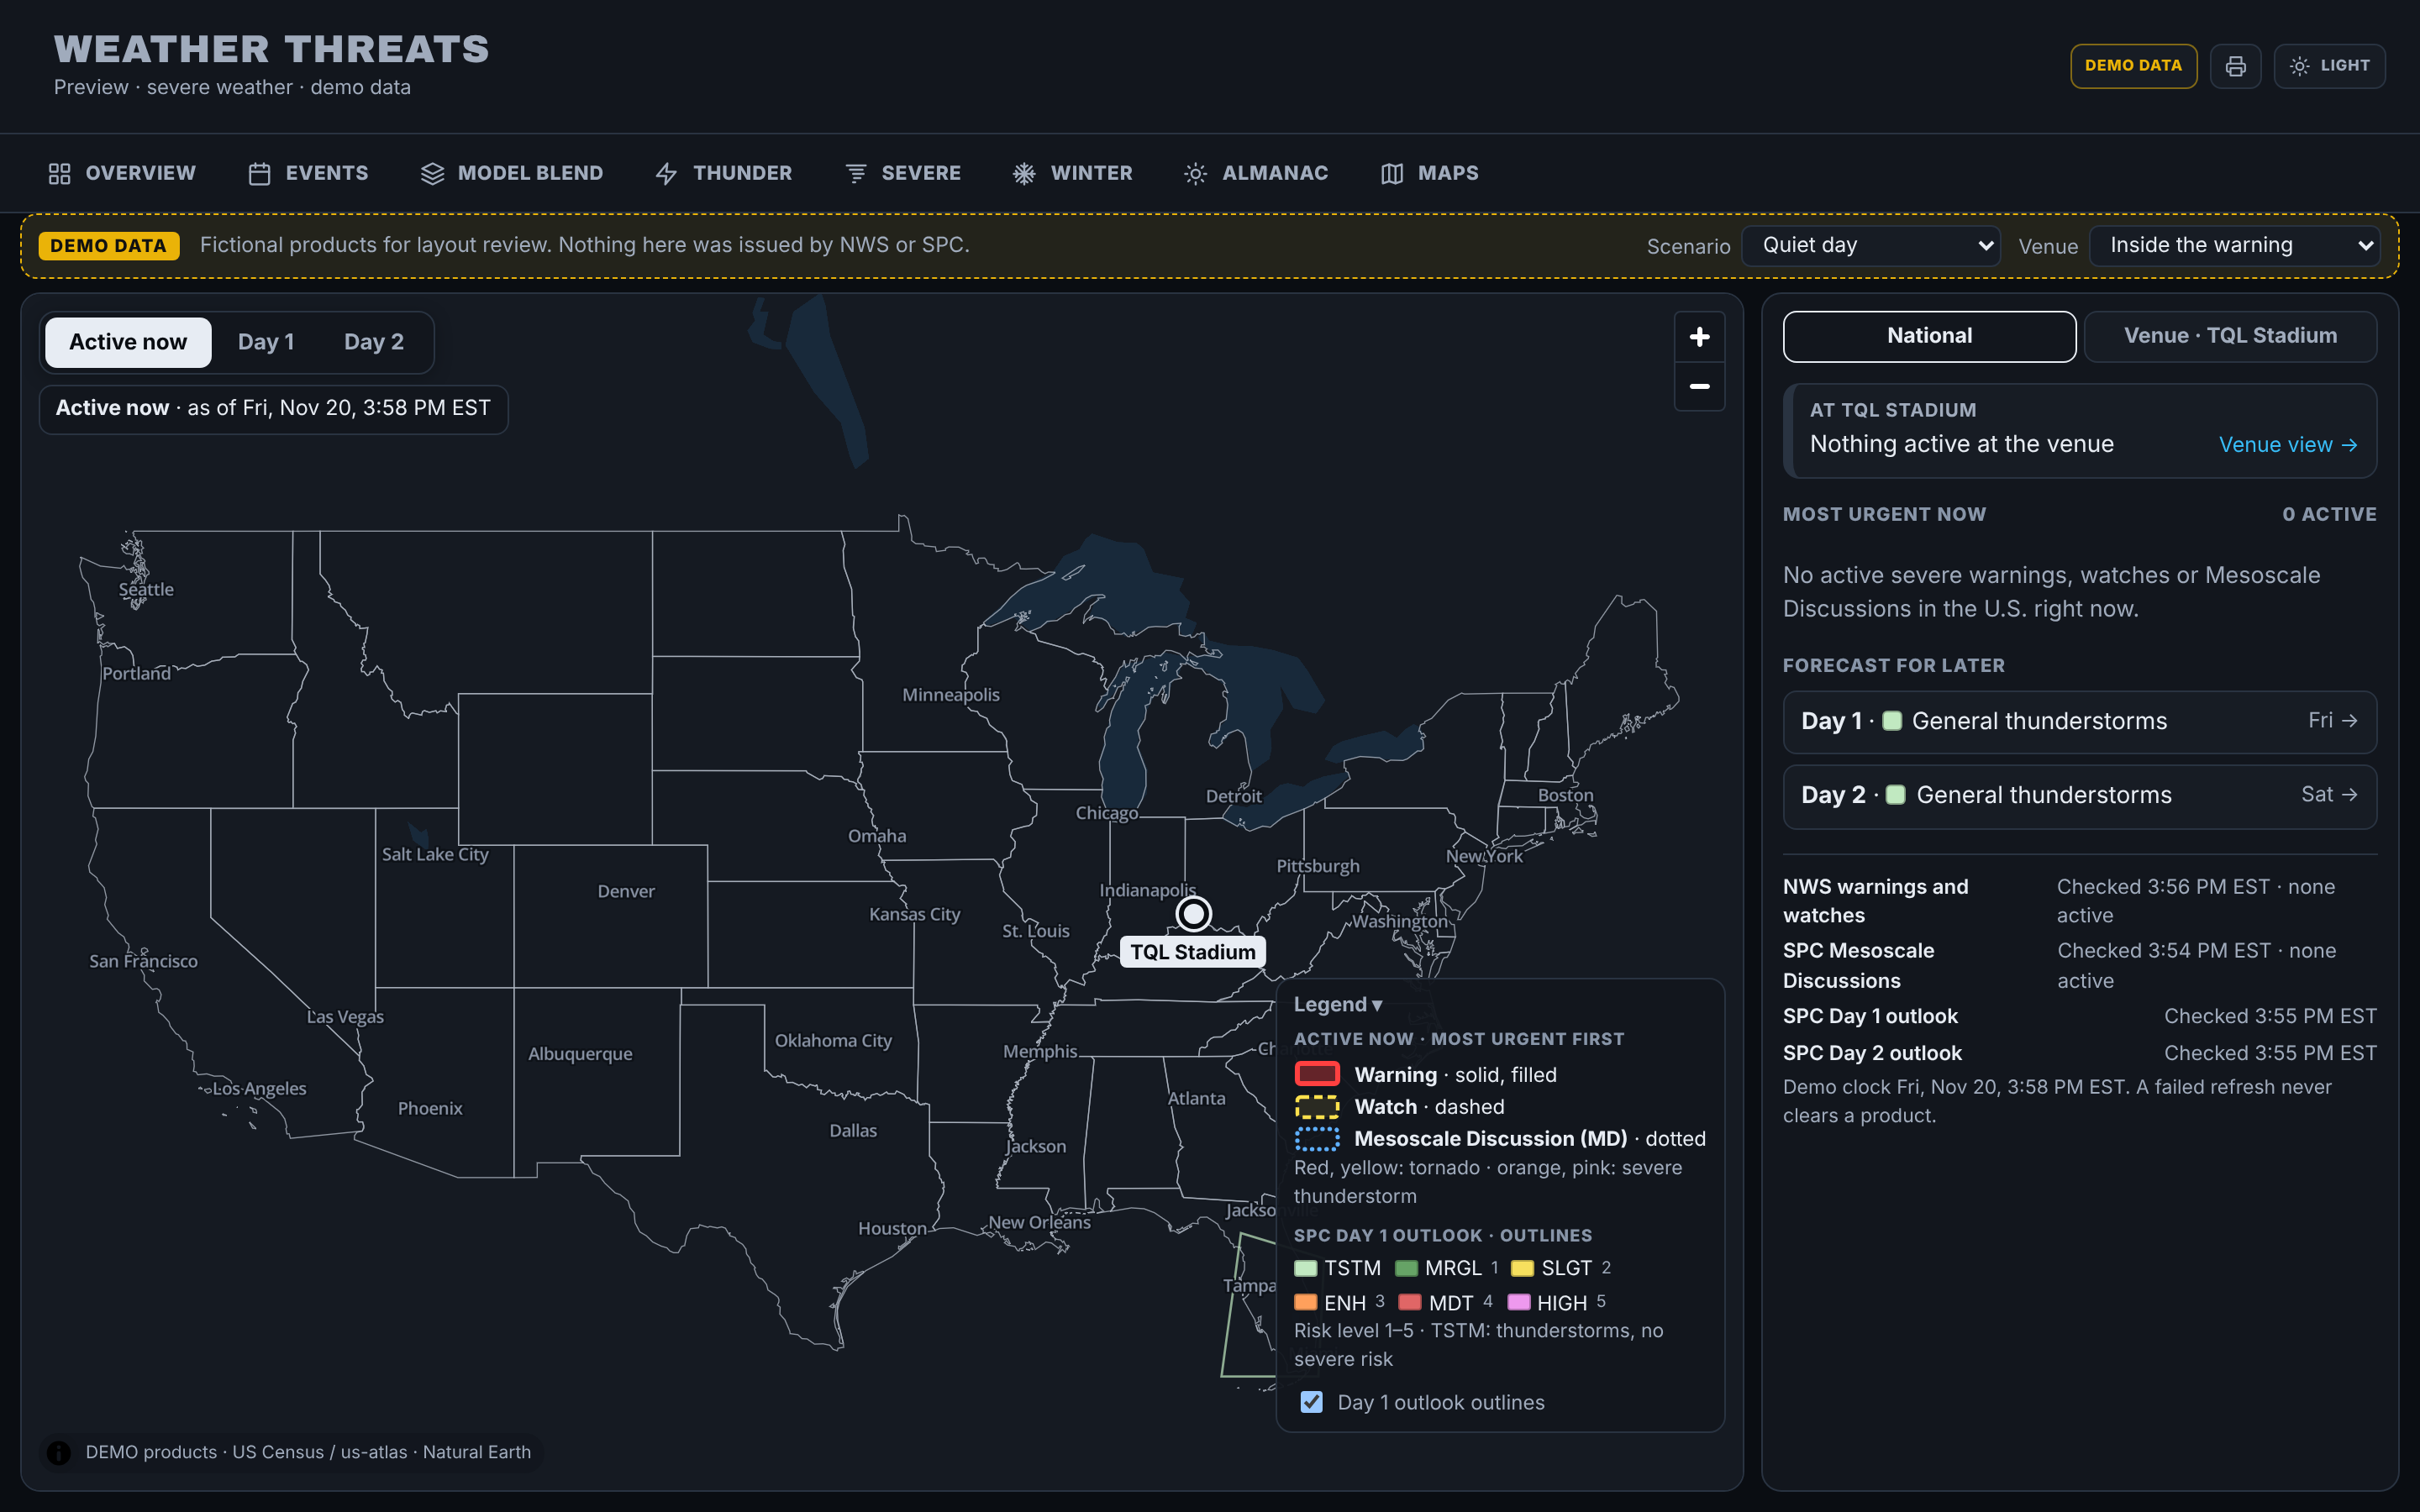 WEATHER THREATS
Preview · severe weather · demo data
DEMO DATA
LIGHT
OVERVIEW
EVENTS
MODEL BLEND
THUNDER
SEVERE
WINTER
ALMANAC
MAPS
DEMO DATA Fictional products for layout review. Nothing here was issued by NWS or SPC.
Scenario Quiet day Venue Inside the warning
Active now Day 1 Day 2
Active now · as of Fri, Nov 20, 3:58 PM EST
+
−
Seattle
Portland
Minneapolis
Boston
Detroit
Chicago
Omaha
Salt Lake City
New York
Pittsburgh
Denver
Indianapolis
Kansas City
Washington
St. Louis
TQL Stadium
San Francisco
Las Vegas
Oklahoma City
Memphis
Albuquerque
Los Angeles
Atlanta
Phoenix
Dallas
Jackson
New Orleans
Houston
Tampa
Legend ▾
ACTIVE NOW · MOST URGENT FIRST
Warning · solid, filled
Watch · dashed
Mesoscale Discussion (MD) · dotted
Red, yellow: tornado · orange, pink: severe
thunderstorm
SPC DAY 1 OUTLOOK · OUTLINES
TSTM MRGL 1 SLGT 2
ENH 3 MDT 4 HIGH 5
Risk level 1–5 · TSTM: thunderstorms, no
severe risk
Day 1 outlook outlines
DEMO products · US Census / us-atlas · Natural Earth
National
Venue · TQL Stadium
AT TQL STADIUM
Nothing active at the venue Venue view →
MOST URGENT NOW 0 ACTIVE
No active severe warnings, watches or Mesoscale
Discussions in the U.S. right now.
FORECAST FOR LATER
Day 1 · General thunderstorms Fri →
Day 2 · General thunderstorms Sat →
NWS warnings and
watches
Checked 3:56 PM EST · none
active
SPC Mesoscale
Discussions
Checked 3:54 PM EST · none
active
SPC Day 1 outlook Checked 3:55 PM EST
SPC Day 2 outlook Checked 3:55 PM EST
Demo clock Fri, Nov 20, 3:58 PM EST. A failed refresh never
clears a product.